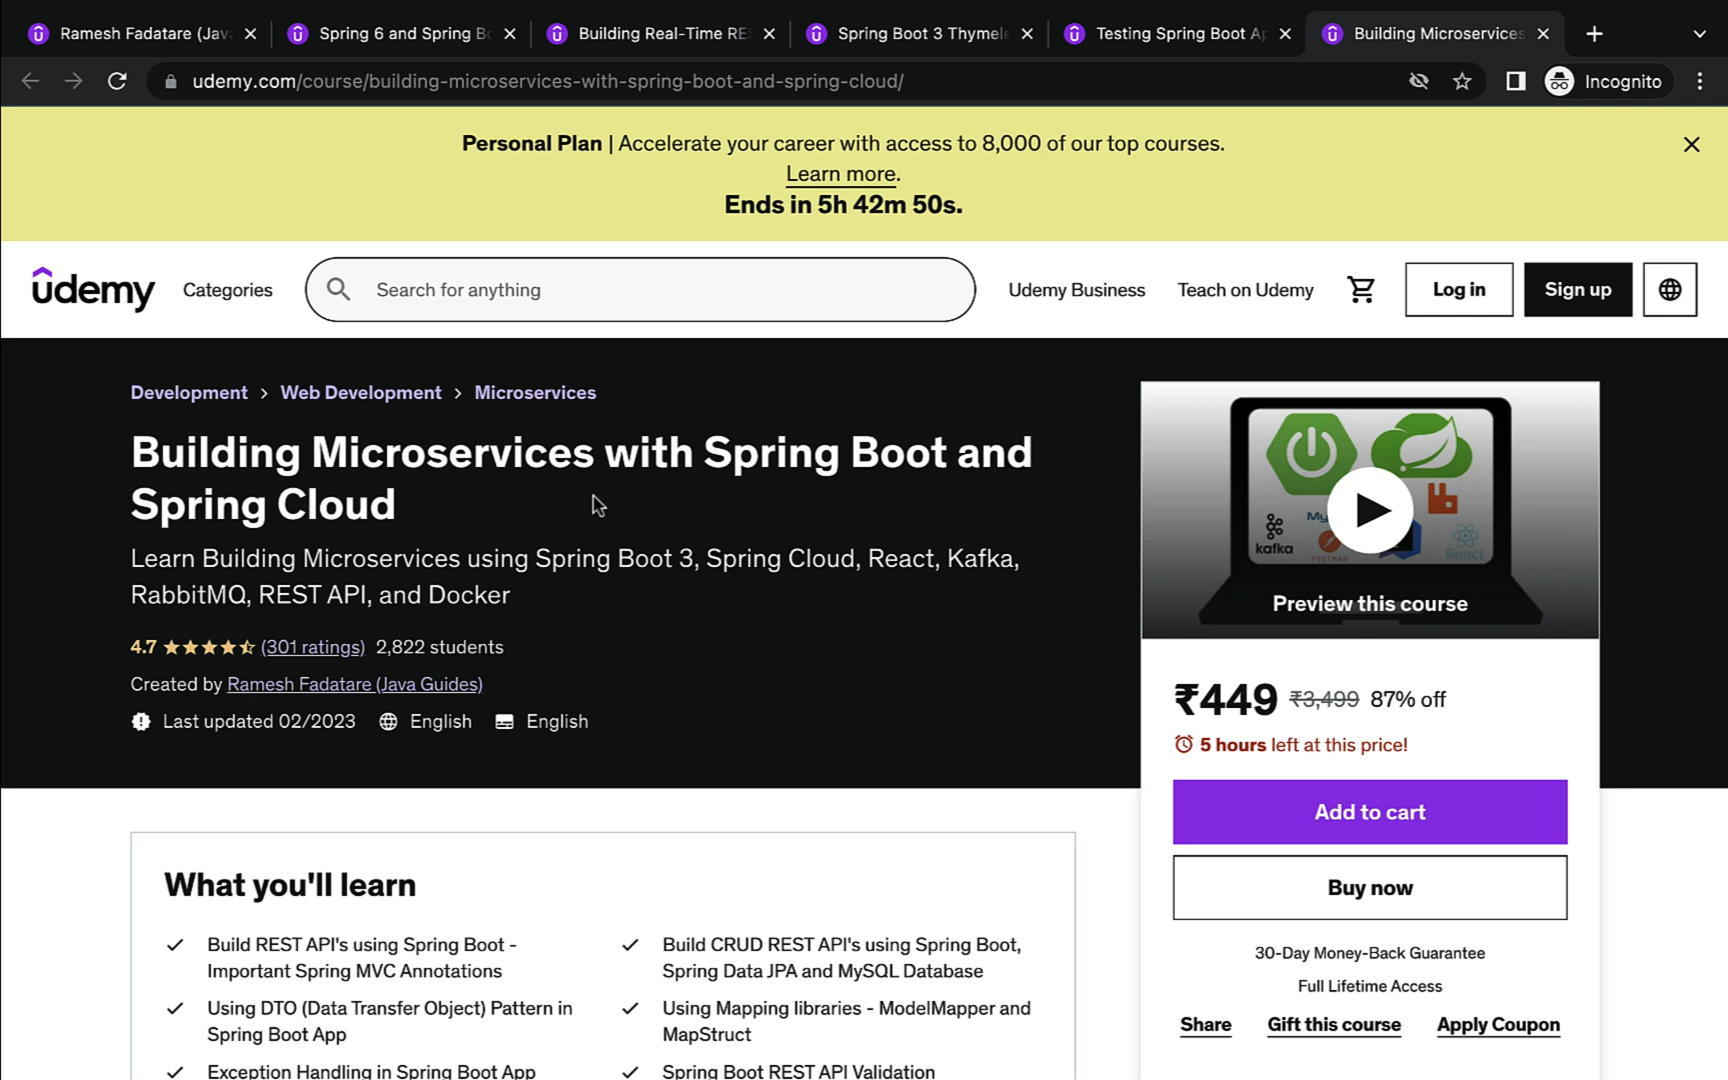 Ramesh Fadatare (Java
Spring 6 and Spring Bo
Building Real-Time RES
Spring Boot 3 Thymele
Testing Spring Boot Ap
Building Microservices
udemy.com/course/building-microservices-with-spring-boot-and-spring-cloud/
Incognito
Personal Plan | Accelerate your career with access to 8,000 of our top courses.
Learn more.
Ends in 5h 42m 50s.
udemy
Categories
Search for anything
Udemy Business
Teach on Udemy
Log in
Sign up
Development > Web Development > Microservices
Building Microservices with Spring Boot and
Spring Cloud
Learn Building Microservices using Spring Boot 3, Spring Cloud, React, Kafka,
RabbitMQ, REST API, and Docker
4.7 (301 ratings) 2,822 students
Created by Ramesh Fadatare (Java Guides)
Last updated 02/2023 English English
kafka
My
POSTMAN
React
Preview this course
₹449 ₹3,499 87% off
5 hours left at this price!
Add to cart
Buy now
30-Day Money-Back Guarantee
Full Lifetime Access
Share Gift this course Apply Coupon
What you'll learn
Build REST API's using Spring Boot -
Important Spring MVC Annotations
Build CRUD REST API's using Spring Boot,
Spring Data JPA and MySQL Database
Using DTO (Data Transfer Object) Pattern in
Spring Boot App
Using Mapping libraries - ModelMapper and
MapStruct
Exception Handling in Spring Boot App
Spring Boot REST API Validation